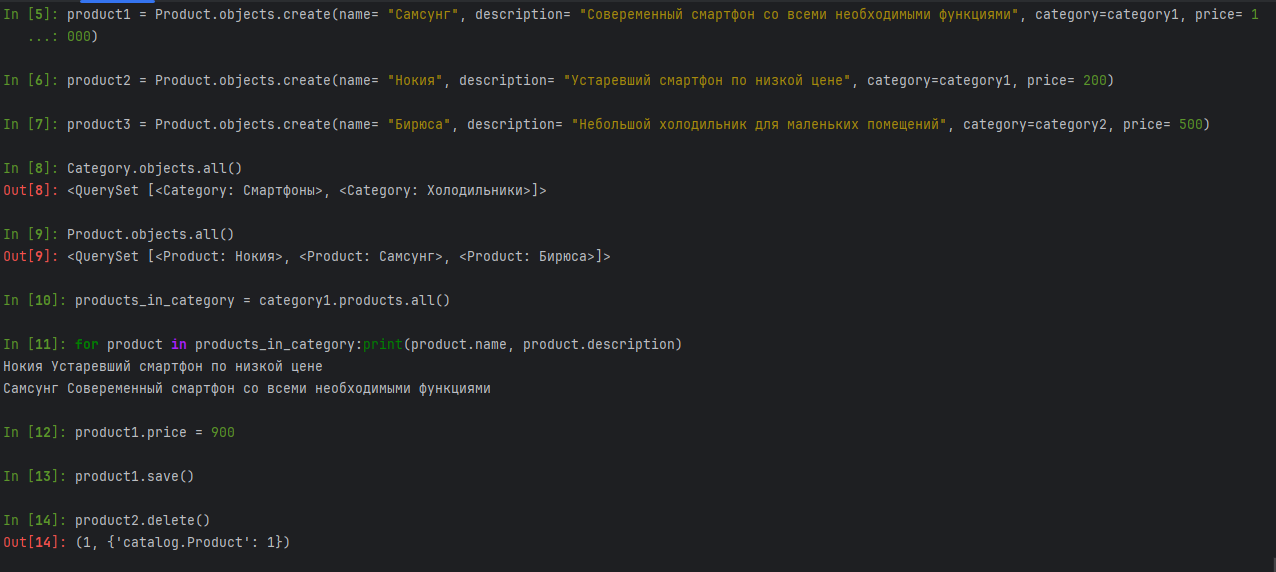 In [5]: product1 = Product.objects.create(name= "Самсунг", description= "Совеременный смартфон со всеми необходимыми функциями", category=category1, price= 1
...: 000)
In [6]: product2 = Product.objects.create(name= "Нокия", description= "Устаревший смартфон по низкой цене", category=category1, price= 200)
In [7]: product3 = Product.objects.create(name= "Бирюса", description= "Небольшой холодильник для маленьких помещений", category=category2, price= 500)
In [8]: Category.objects.all()
Out[8]: <QuerySet [<Category: Смартфоны>, <Category: Холодильники>]>
In [9]: Product.objects.all()
Out[9]: <QuerySet [<Product: Нокия>, <Product: Самсунг>, <Product: Бирюса>]>
In [10]: products_in_category = category1.products.all()
In [11]: for product in products_in_category:print(product.name, product.description)
Нокия Устаревший смартфон по низкой цене
Самсунг Совеременный смартфон со всеми необходимыми функциями
In [12]: product1.price = 900
In [13]: product1.save()
In [14]: product2.delete()
Out[14]: (1, {'catalog.Product': 1})